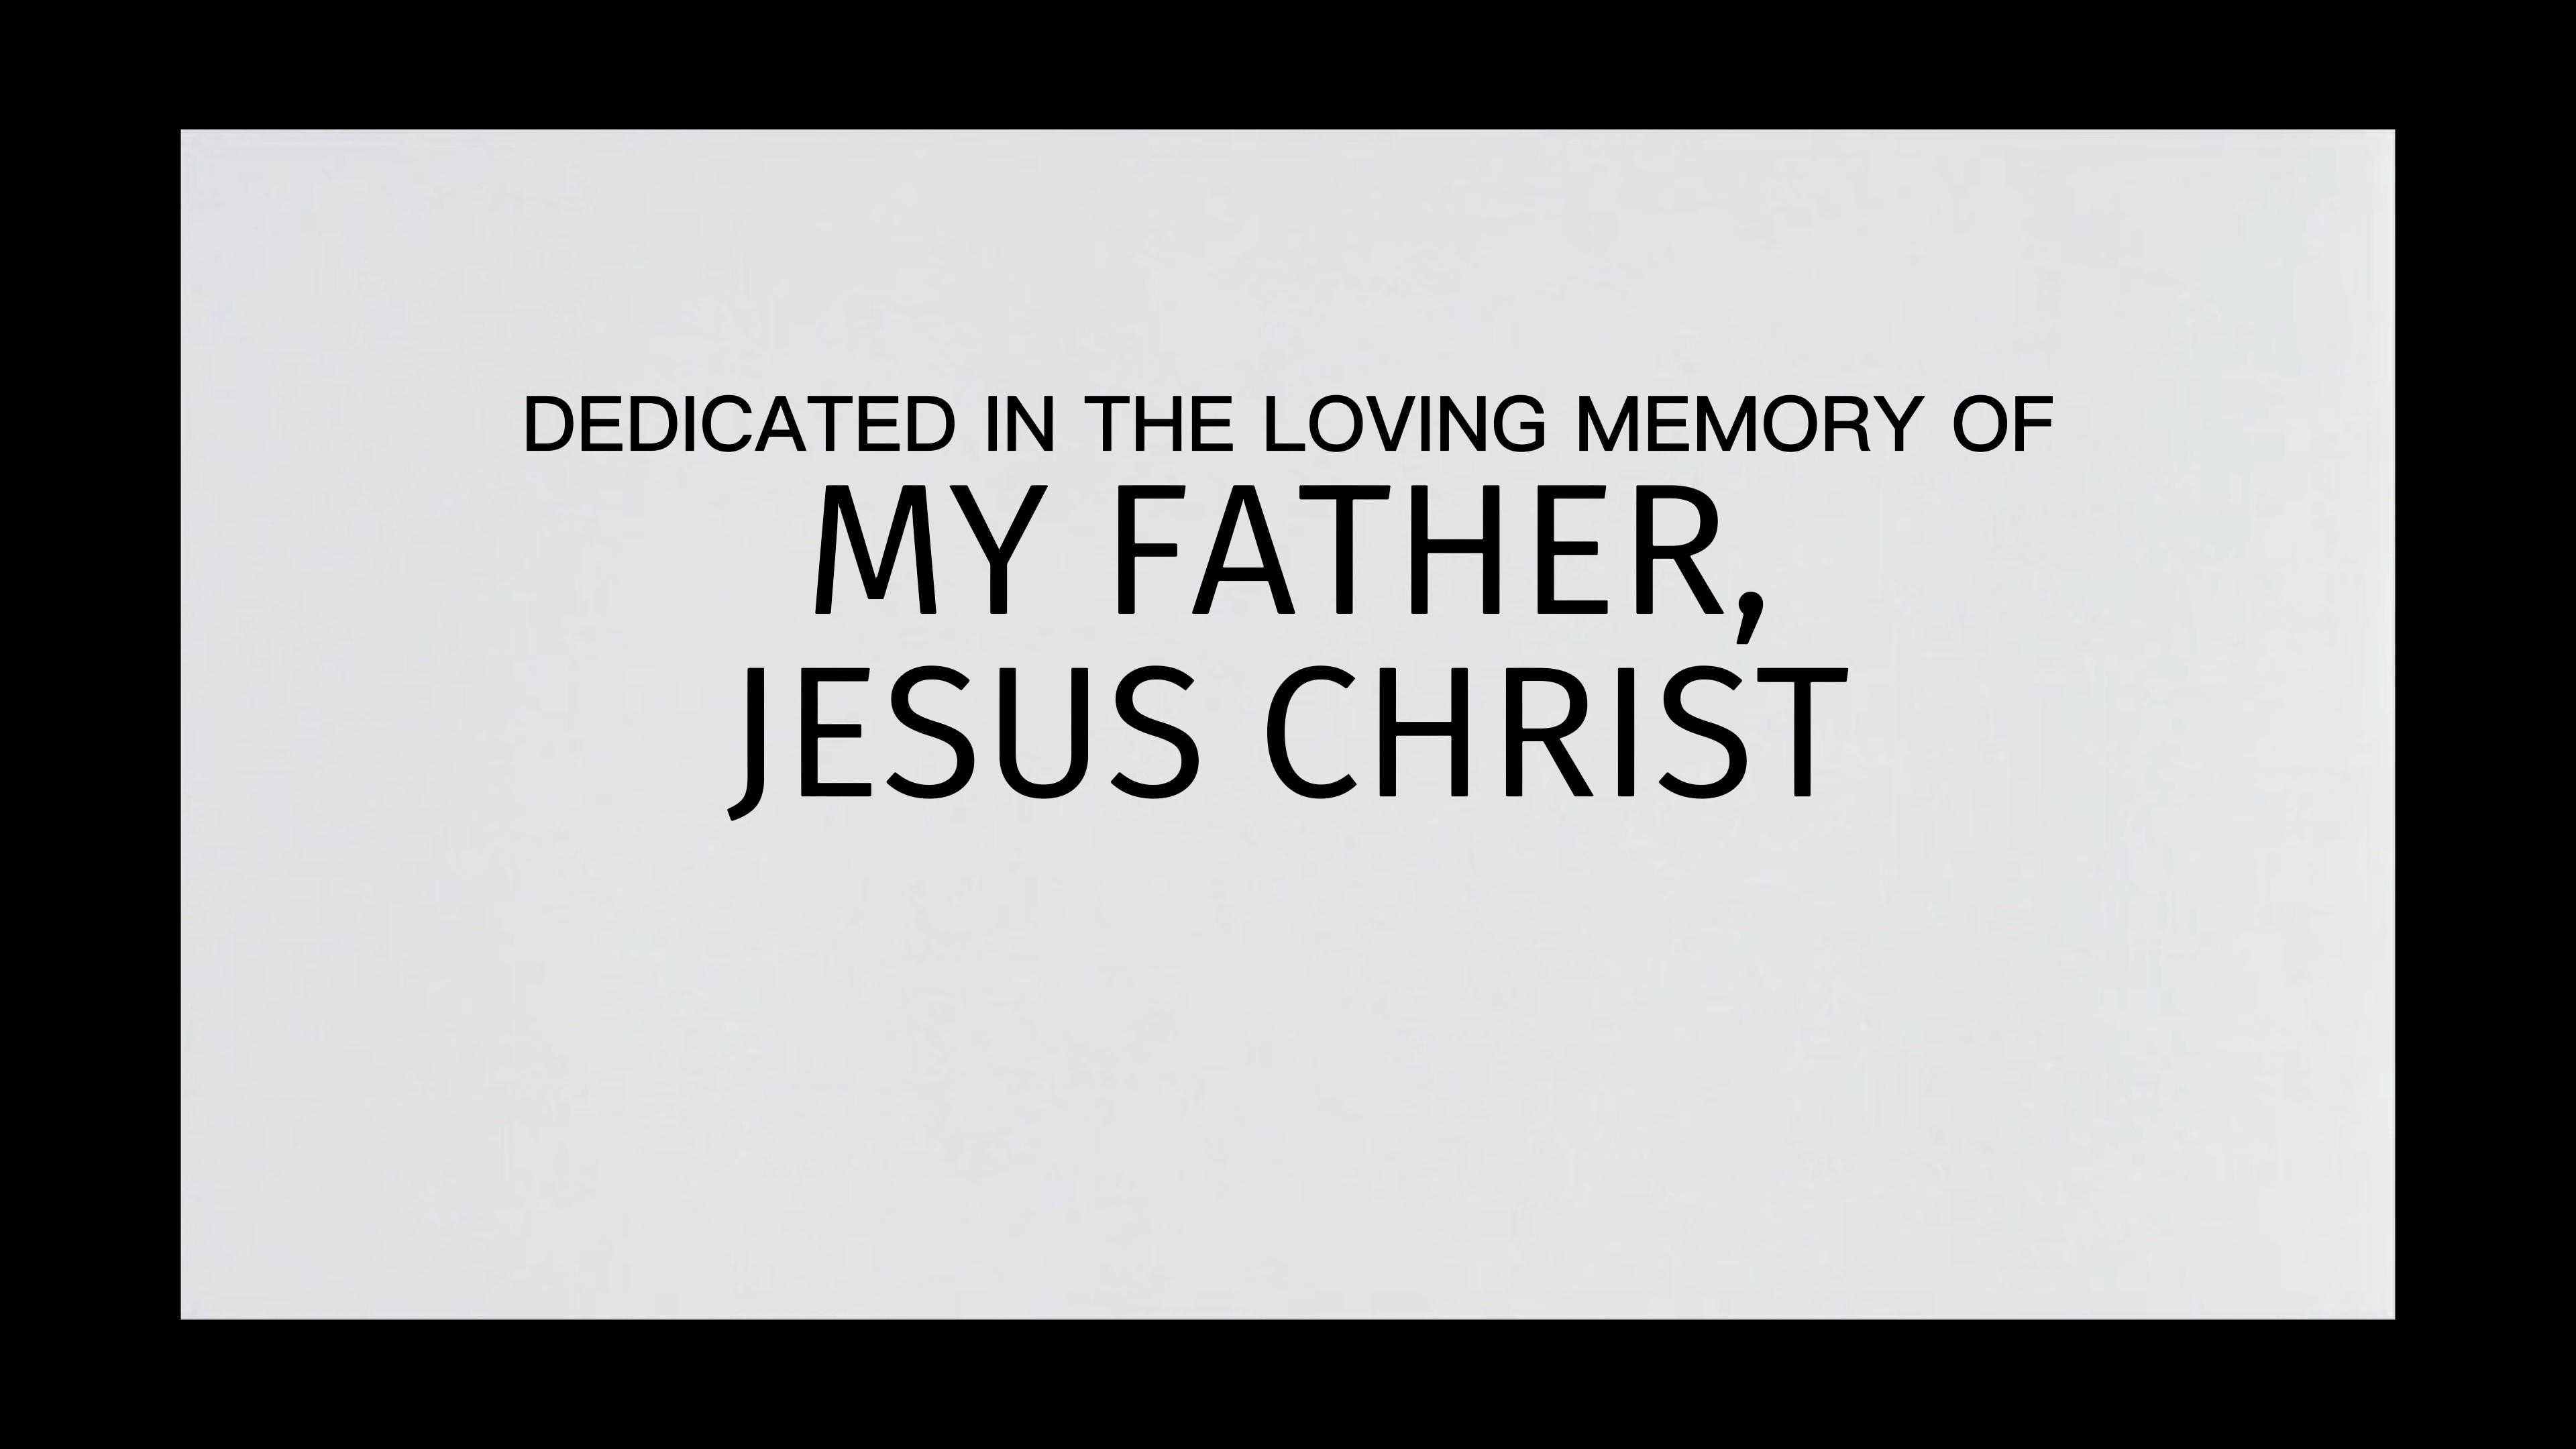 DEDICATED IN THE LOVING MEMORY OF
MY FATHER,
JESUS CHRIST